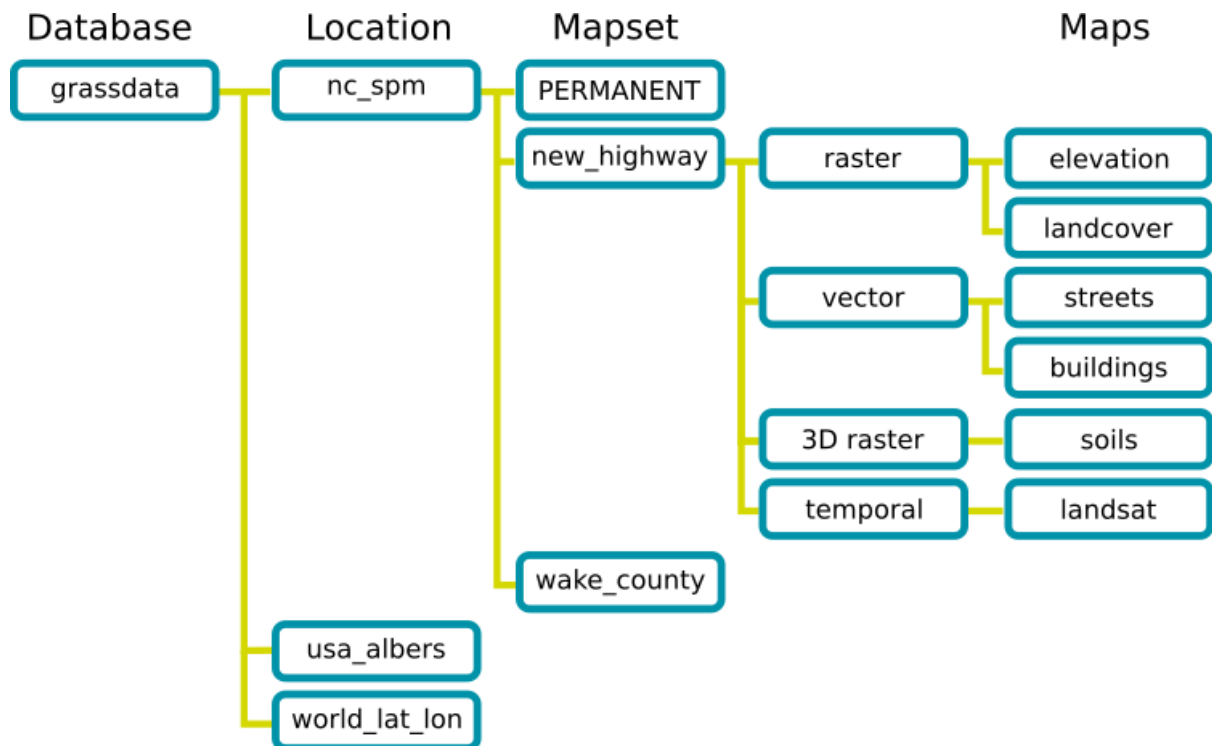 Database Location Mapset Maps
grassdata nc_spm PERMANENT
new_highway raster elevation
landcover
vector streets
buildings
3D raster soils
temporal landsat
wake_county
usa_albers
world_lat_lon